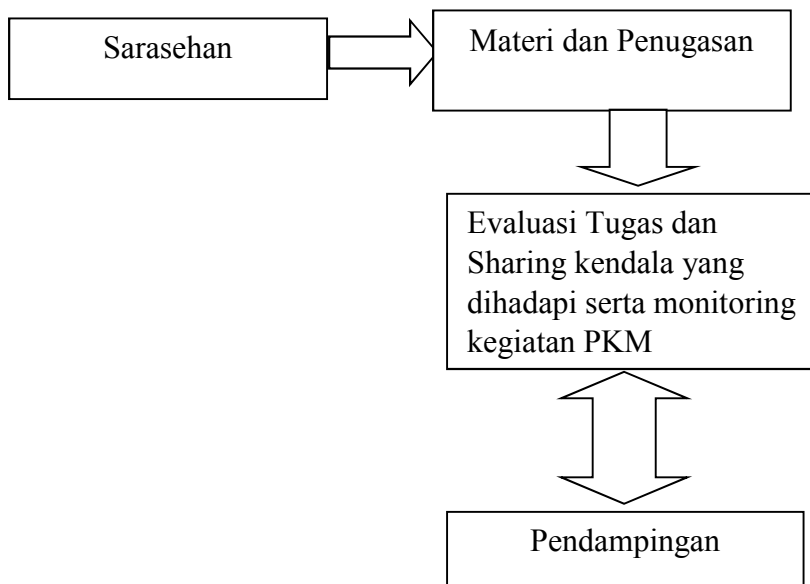 Sarasehan
Materi dan Penugasan
Evaluasi Tugas dan
Sharing kendala yang
dihadapi serta monitoring
kegiatan PKM
Pendampingan